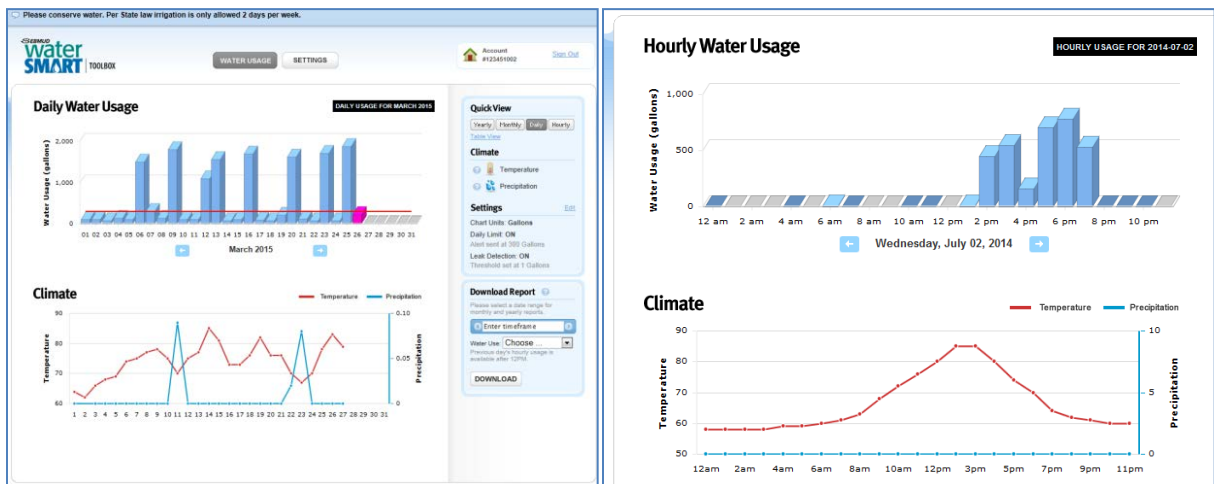 Please conserve water. Per State law irrigation is only allowed 2 days per week.
EBMUD
water
SMART TOOLBOX
WATER USAGE SETTINGS
Account
#123451002
Sign Out
Daily Water Usage
DAILY USAGE FOR MARCH 2015
Water Usage (gallons)
2,000
1,000
0
01 02 03 04 05 06 07 08 09 10 11 12 13 14 15 16 17 18 19 20 21 22 23 24 25 26 27 28 29 30 31
March 2015
Climate
Temperature Precipitation
90
80
70
60
Temperature
0.10
0.05
0
Precipitation
1 2 3 4 5 6 7 8 9 10 11 12 13 14 15 16 17 18 19 20 21 22 23 24 25 26 27 28 29 30 31
Quick View
Yearly Monthly Daily Hourly
Table View
Climate
Temperature
Precipitation
Settings Edit
Chart Units: Gallons
Daily Limit: ON
Alert sent at 300 Gallons
Leak Detection: ON
Threshold set at 1 Gallons
Download Report
Please select a date range for
monthly and yearly reports.
Enter timeframe
Water Use: Choose ...
Previous day's hourly usage is
available after 12PM.
DOWNLOAD
Hourly Water Usage
HOURLY USAGE FOR 2014-07-02
Water Usage (gallons)
1,000
500
0
12 am 2 am 4 am 6 am 8 am 10 am 12 pm 2 pm 4 pm 6 pm 8 pm 10 pm
Wednesday, July 02, 2014
Climate
Temperature Precipitation
90
80
70
60
50
Temperature
10
5
0
Precipitation
12am 2am 4am 6am 8am 10am 12pm 3pm 5pm 7pm 9pm 11pm